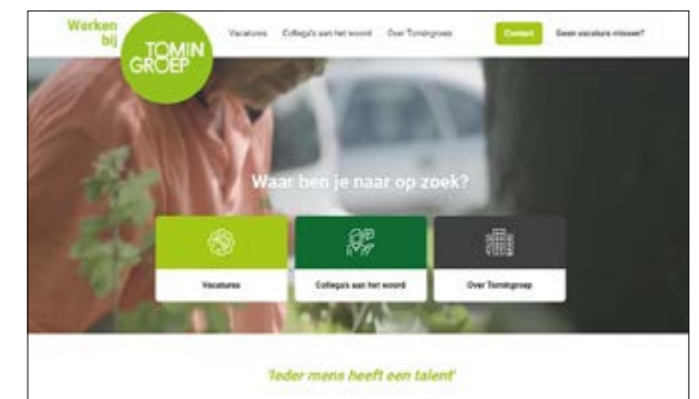 Werken
bij
TOMIN
GROEP
Vacatures Collega's aan het woord Over Tomingroep Contact Geen vacature missen?
Waar ben je naar op zoek?
Vacatures Collega's aan het woord Over Tomingroep
'Ieder mens heeft een talent'